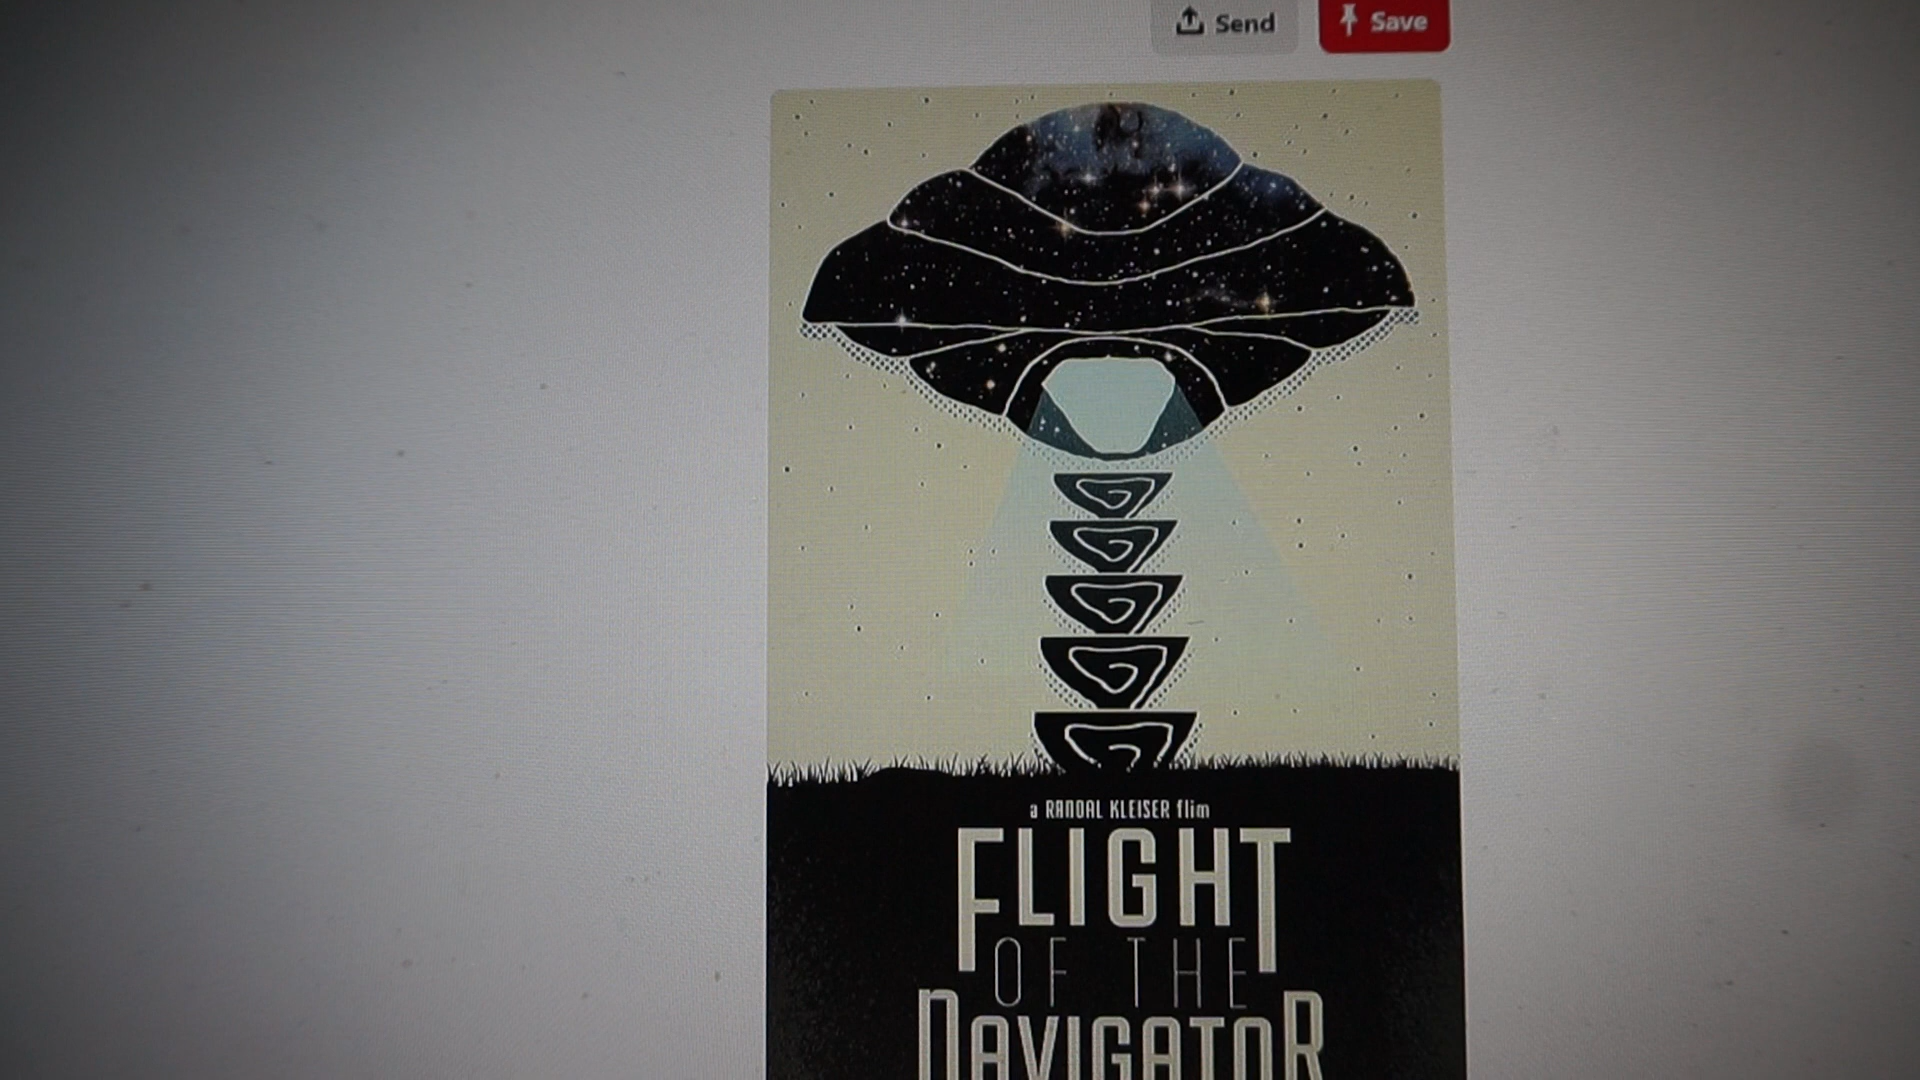 Send
Save
a RANDAL KLEISER flim
FLIGHT
OF THE
NAVIGATOR